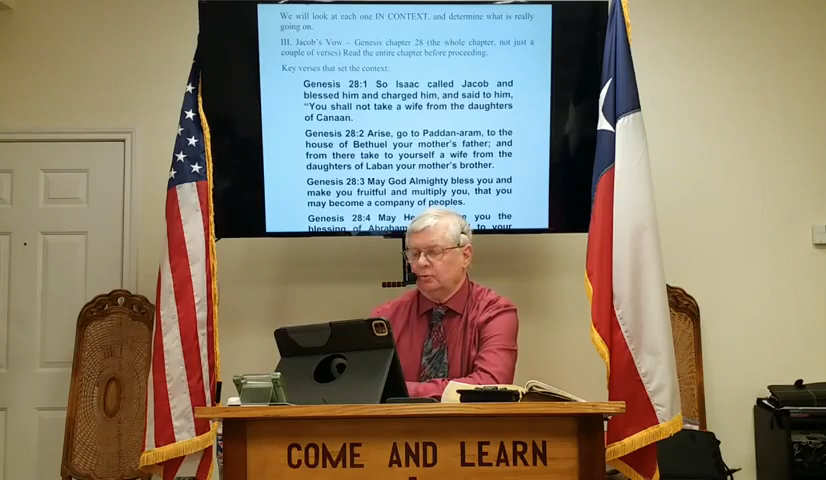 We will look at each one IN CONTEXT, and determine what is really
going on.
III. Jacob's Vow – Genesis chapter 28 (the whole chapter, not just a
couple of verses) Read the entire chapter before proceeding.
Key verses that set the context:
Genesis 28:1 So Isaac called Jacob and
blessed him and charged him, and said to him,
"You shall not take a wife from the daughters
of Canaan.
Genesis 28:2 Arise, go to Paddan-aram, to the
house of Bethuel your mother's father; and
from there take to yourself a wife from the
daughters of Laban your mother's brother.
Genesis 28:3 May God Almighty bless you and
make you fruitful and multiply you, that you
may become a company of peoples.
Genesis 28:4 May you the
blessing of Abraham to your
COME AND LEARN